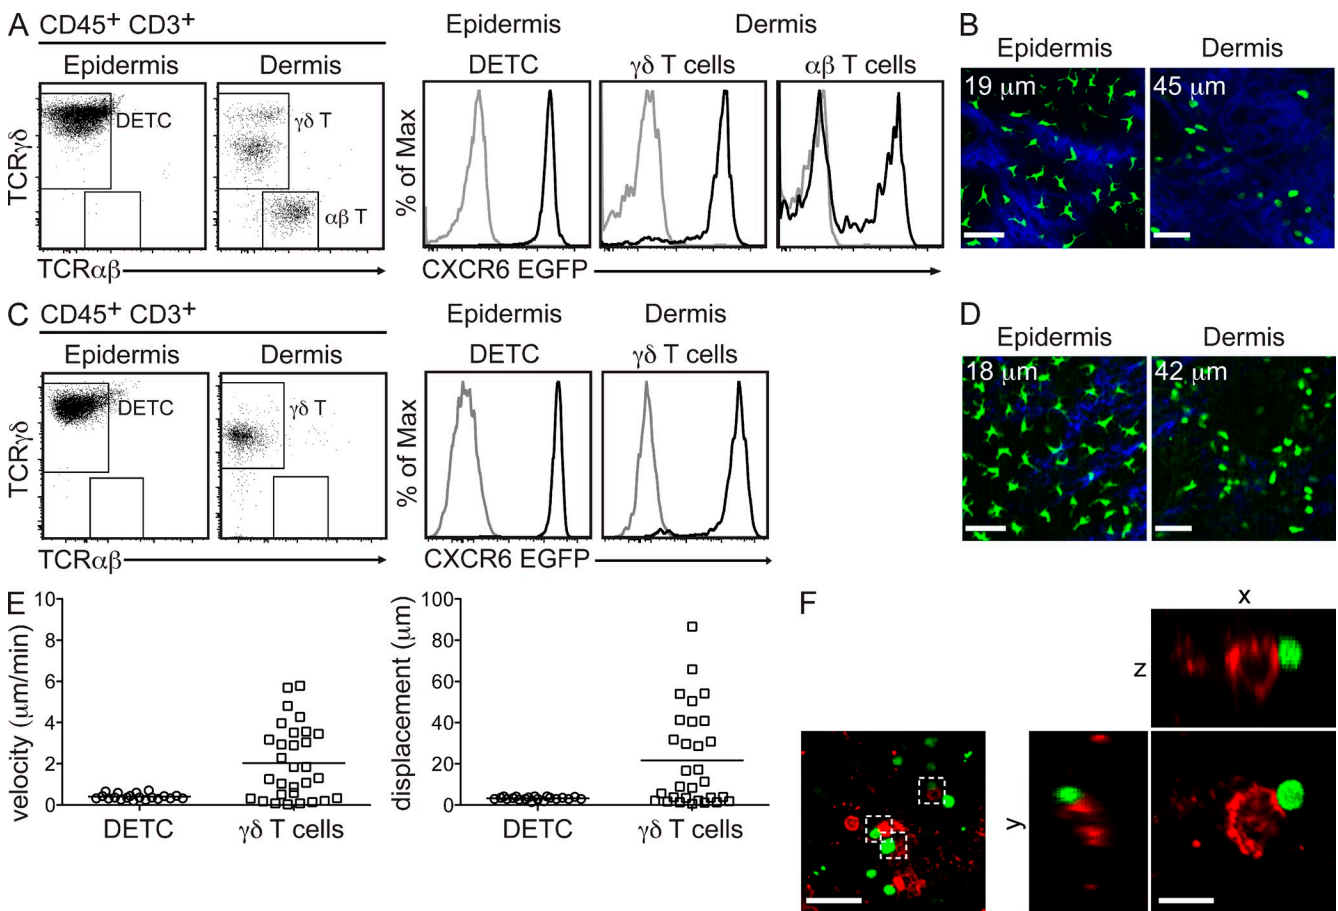 A
CD45+ CD3+
Epidermis Dermis
DETC
γδ T
αβ T
TCRγδ
TCRαβ
Epidermis Dermis
DETC γδ T cells αβ T cells
% of Max
CXCR6 EGFP
B
Epidermis Dermis
19 µm 45 µm
C
CD45+ CD3+
Epidermis Dermis
DETC
γδ T
TCRγδ
TCRαβ
Epidermis Dermis
DETC γδ T cells
% of Max
CXCR6 EGFP
D
Epidermis Dermis
18 µm 42 µm
E
velocity (µm/min)
10
8
6
4
2
0
DETC γδ T cells
displacement (µm)
100
80
60
40
20
0
DETC γδ T cells
F
x
z
y